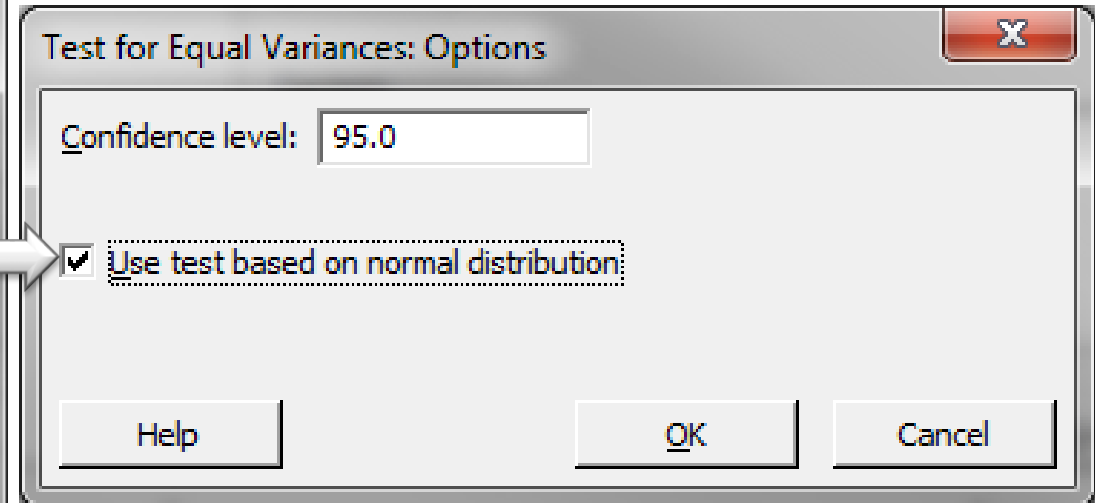 Test for Equal Variances: Options
Confidence level: 95.0
Use test based on normal distribution
Help OK Cancel